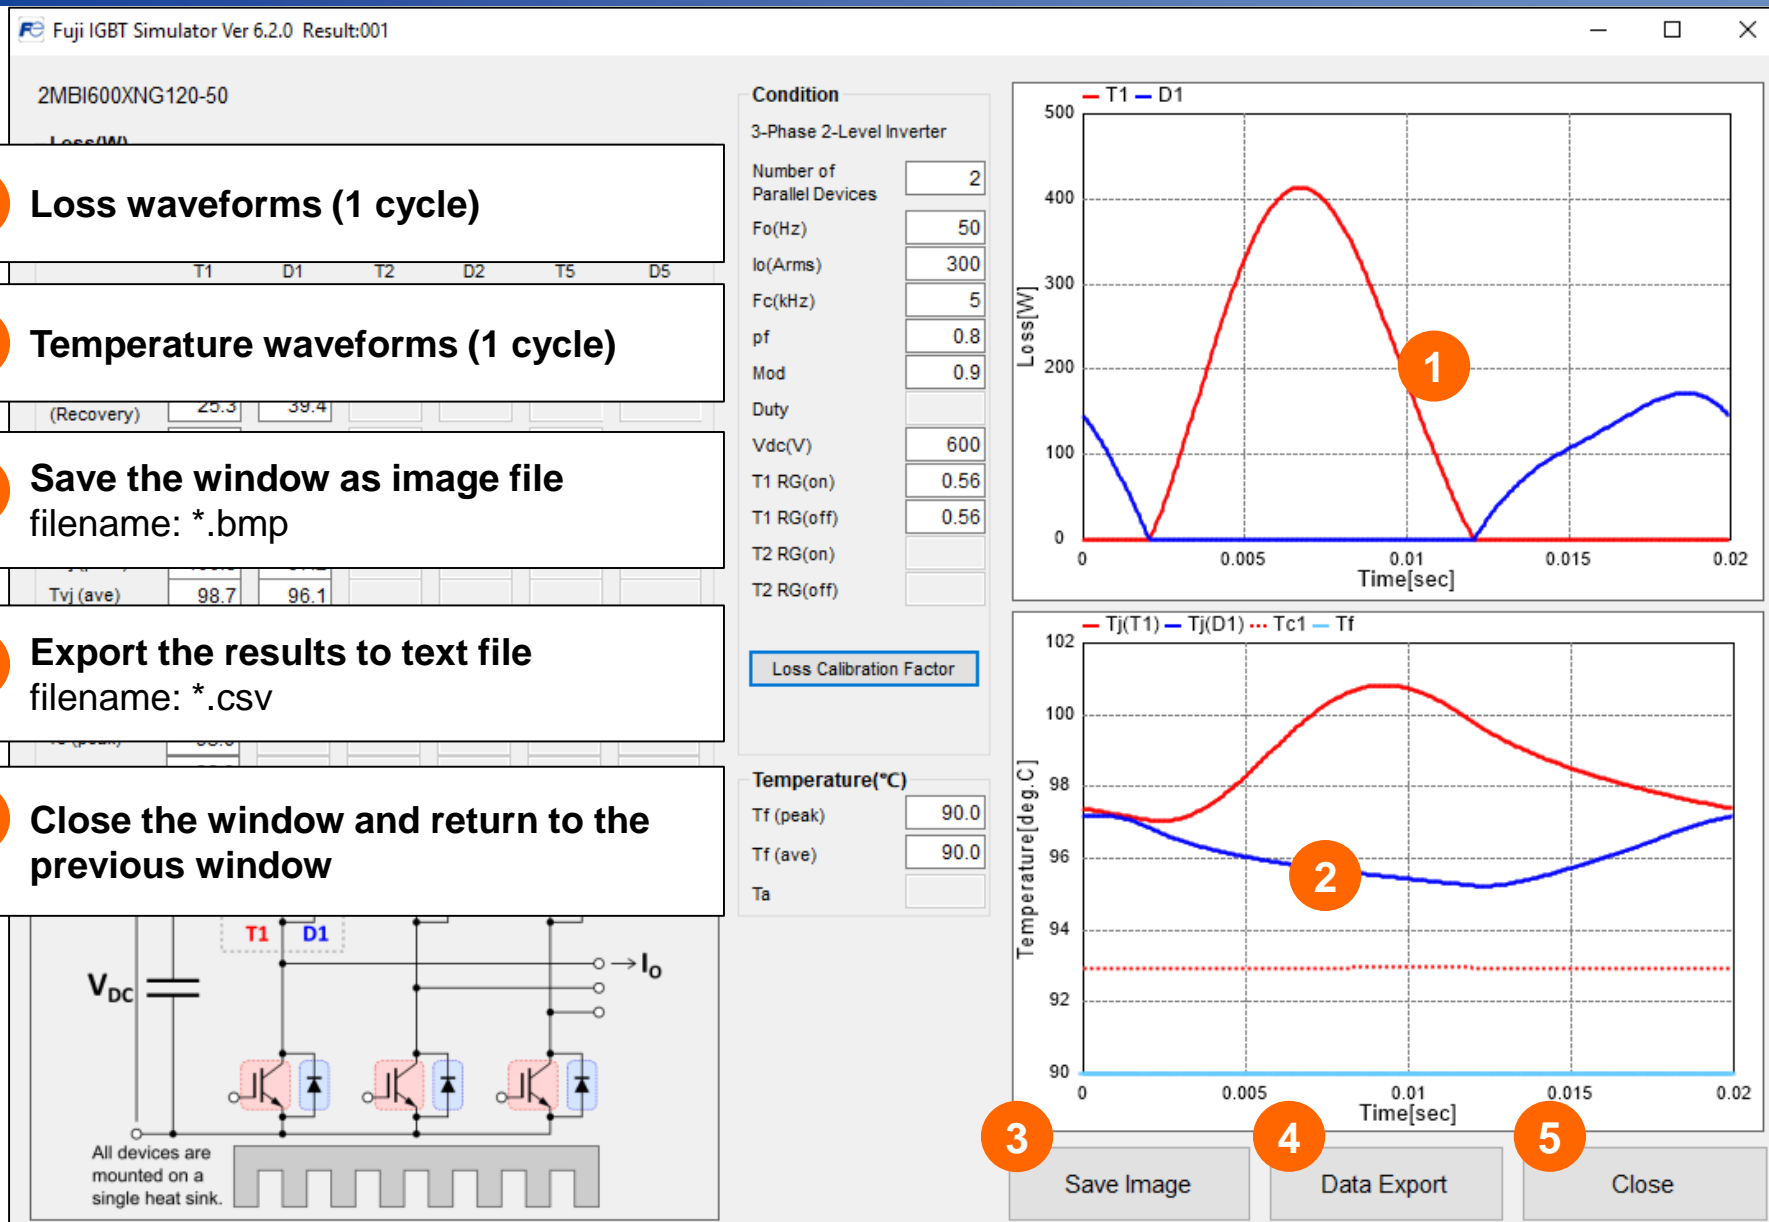 Fe Fuji IGBT Simulator Ver 6.2.0 Result:001
2MBI600XNG120-50
Loss(W)
Loss waveforms (1 cycle)
T1 D1 T2 D2 T5 D5
Temperature waveforms (1 cycle)
(Recovery) 25.3 39.4
Save the window as image file
filename: *.bmp
Tvj (ave) 98.7 96.1
Export the results to text file
filename: *.csv
Close the window and return to the
previous window
T1 D1
VDC
→IO
All devices are
mounted on a
single heat sink.
Condition
3-Phase 2-Level Inverter
Number of
Parallel Devices 2
Fo(Hz) 50
Io(Arms) 300
Fc(kHz) 5
pf 0.8
Mod 0.9
Duty
Vdc(V) 600
T1 RG(on) 0.56
T1 RG(off) 0.56
T2 RG(on)
T2 RG(off)
Loss Calibration Factor
Temperature(℃)
Tf (peak) 90.0
Tf (ave) 90.0
Ta
T1 D1
500
400
300
200
100
0
Loss[W]
1
0 0.005 0.01 0.015 0.02
Time[sec]
Tj(T1) Tj(D1) Tc1 Tf
102
100
98
96
94
92
90
Temperature[deg.C]
2
0 0.005 0.01 0.015 0.02
Time[sec]
3 4 5
Save Image Data Export Close